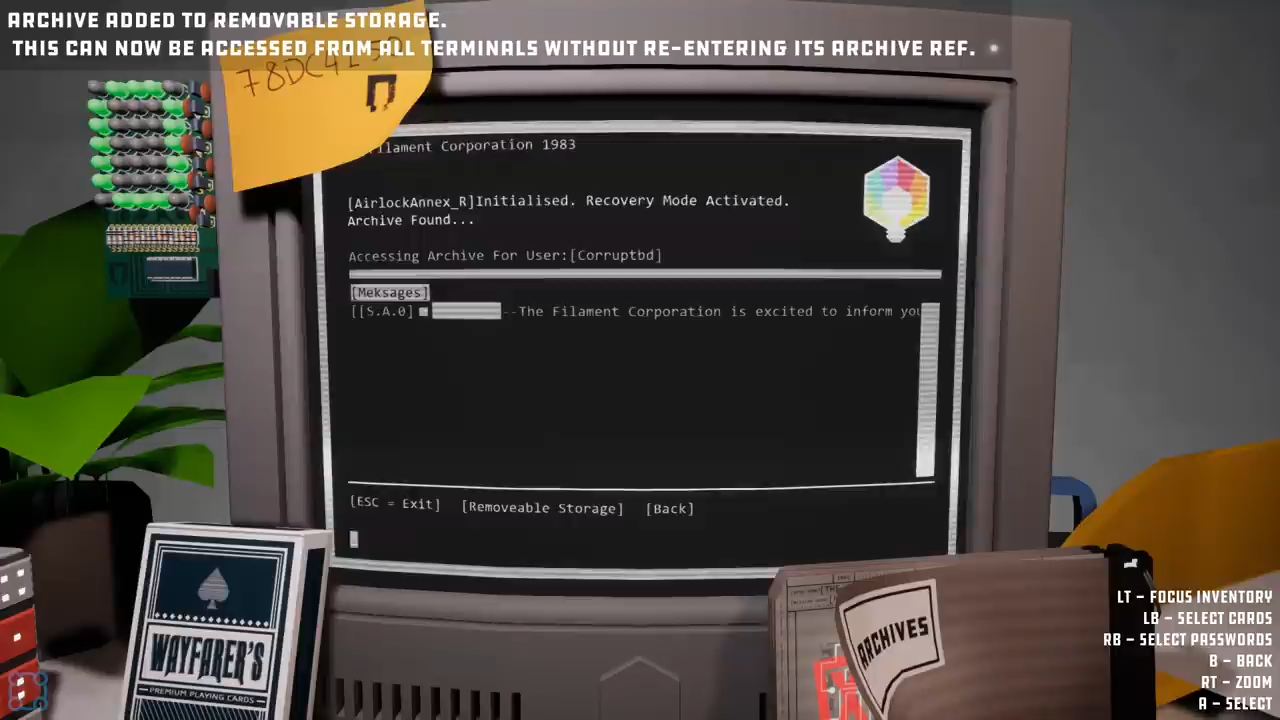 ARCHIVE ADDED TO REMOVABLE STORAGE.
THIS CAN NOW BE ACCESSED FROM ALL TERMINALS WITHOUT RE-ENTERING ITS ARCHIVE REF.
Corporation 1983
[AirlockAnnex_R]Initialised. Recovery Mode Activated.
Archive Found...
Accessing Archive For User:[Corruptbd]
[Meksages]
[[S.A.0] --The Filament Corporation is excited to inform you
[ESC = Exit] [Removeable Storage] [Back]
WAYFARER'S
PREMIUM PLAYING CARDS
ARCHIVES
LT - FOCUS INVENTORY
LB - SELECT CARDS
RB - SELECT PASSWORDS
B - BACK
RT - ZOOM
A - SELECT